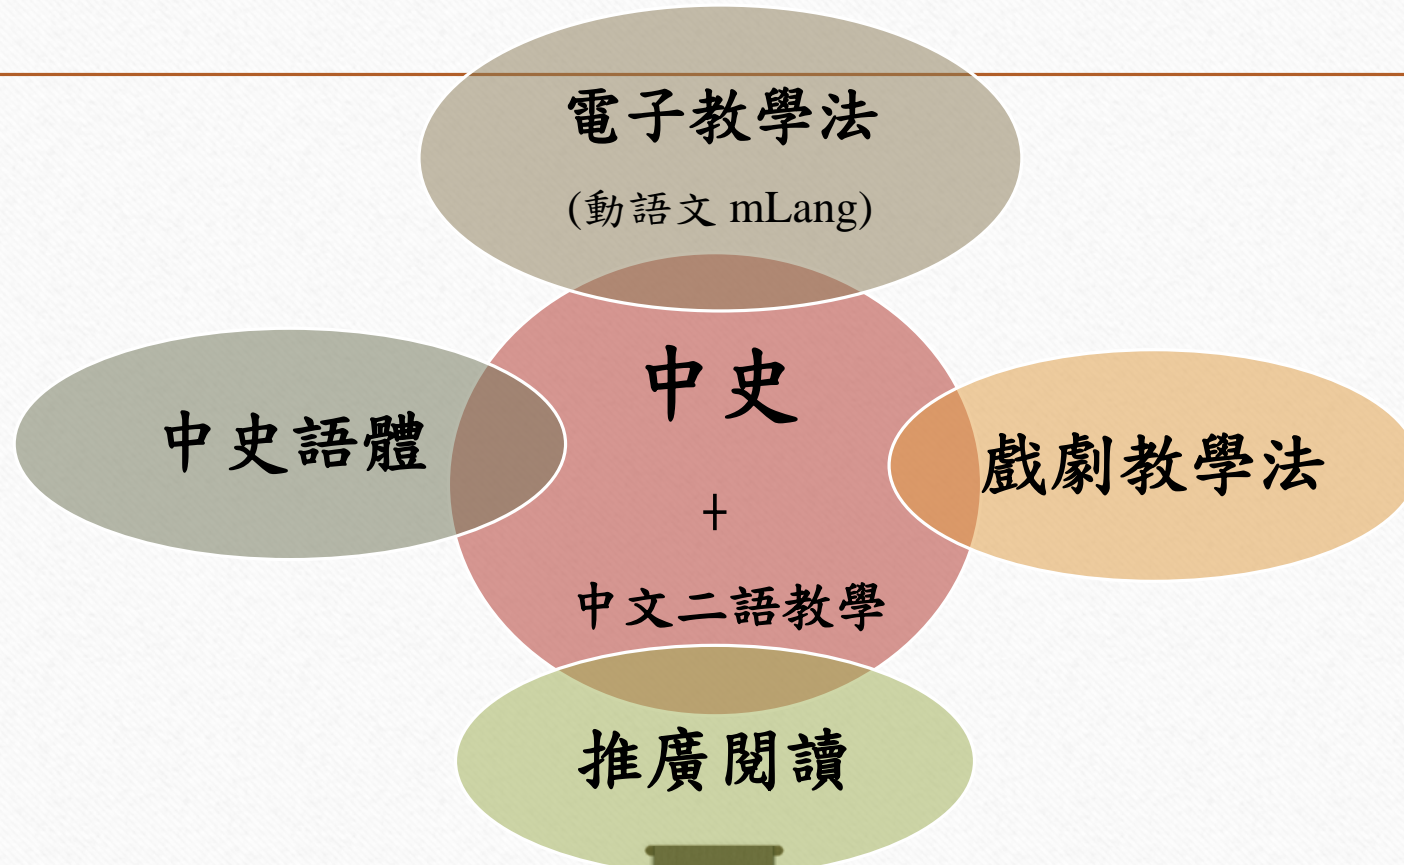 電子教學法
(動語文 mLang)
中史
+
中文二語教學
中史語體
戲劇教學法
推廣閱讀